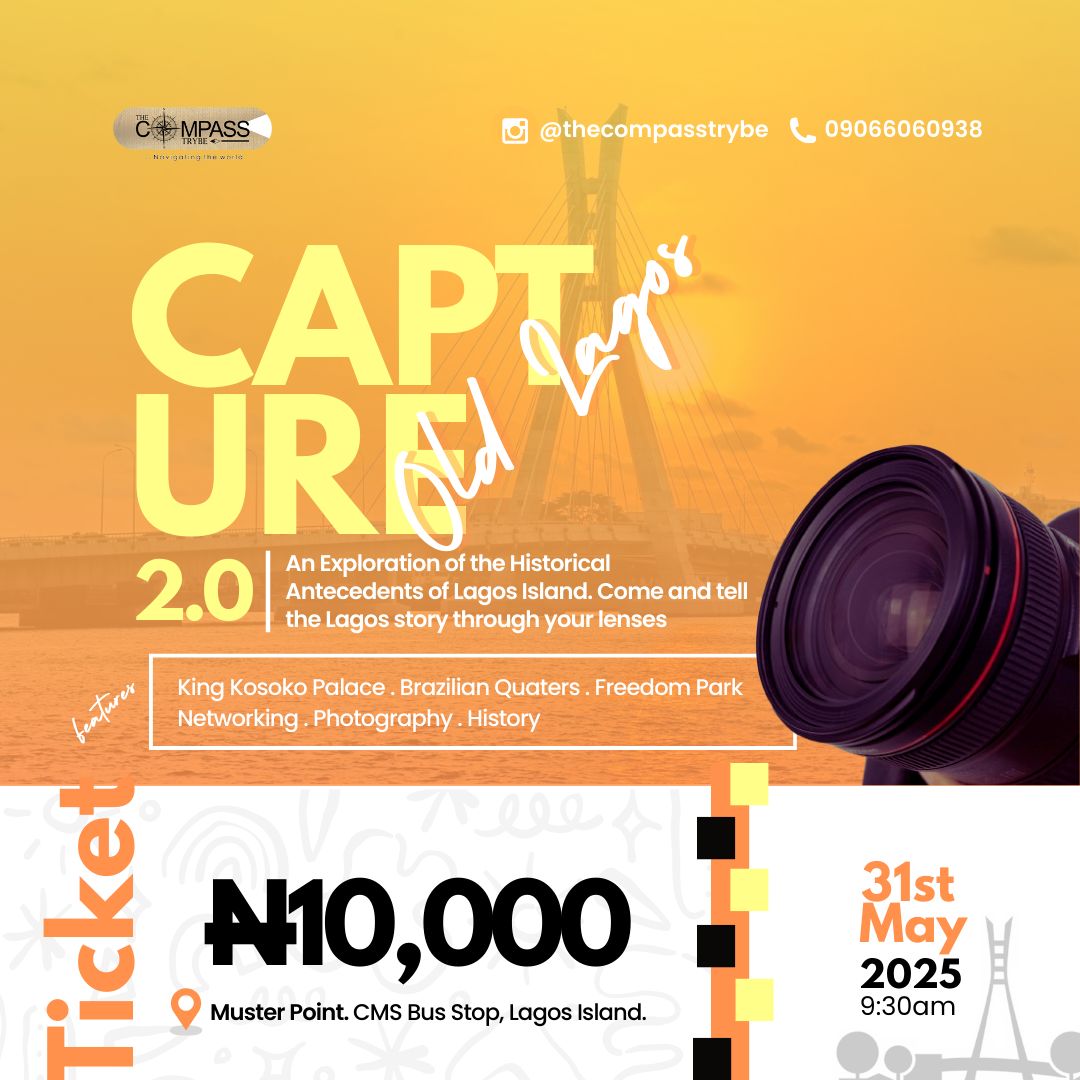 THE
COMPASS
TRYBE
Navigating the world
@thecompasstrybe 09066060938
CAPT
URE
Old Lagos
2.0
An Exploration of the Historical
Antecedents of Lagos Island. Come and tell
the Lagos story through your lenses
features
King Kosoko Palace . Brazilian Quaters . Freedom Park
Networking . Photography . History
Ticket
₦10,000
Muster Point. CMS Bus Stop, Lagos Island.
31st
May
2025
9:30am